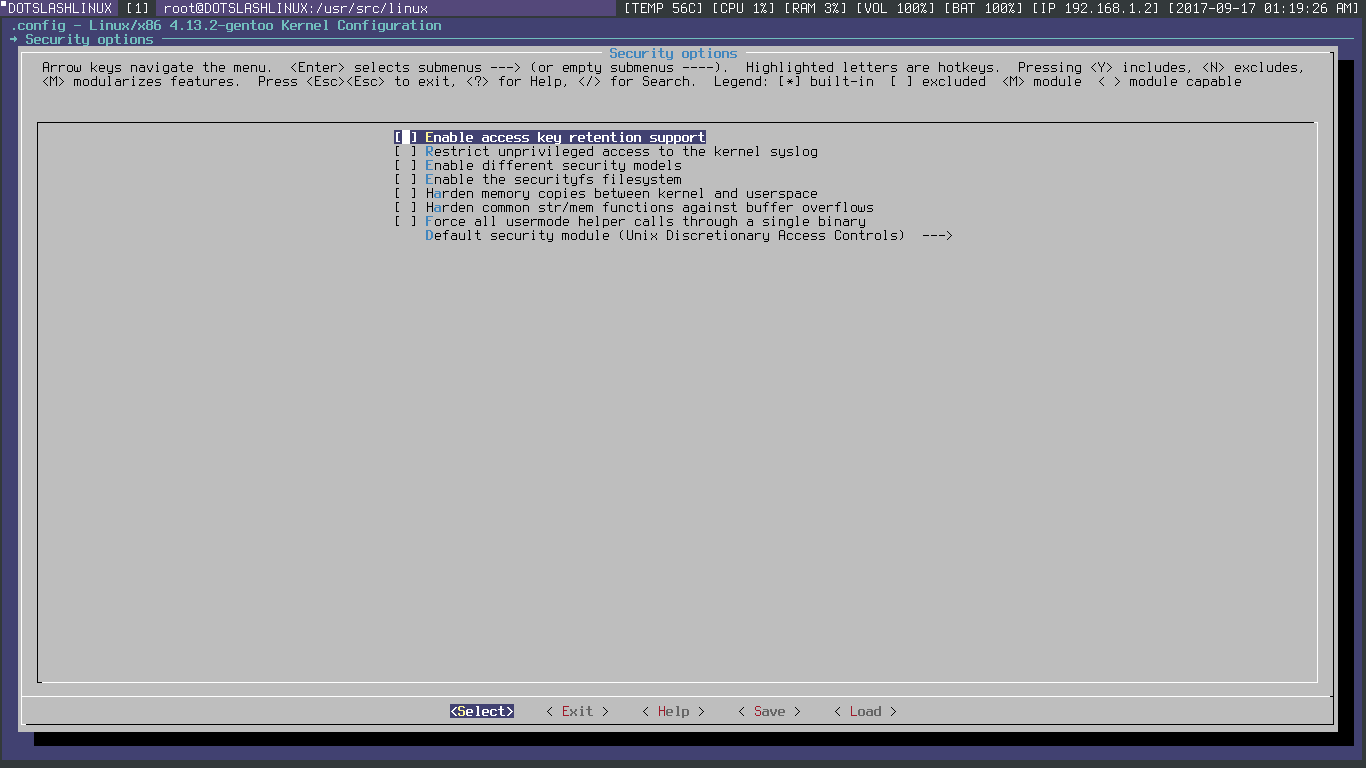 DOTSLASHLINUX [1] root@DOTSLASHLINUX:/usr/src/linux [TEMP 56C] [CPU 1%] [RAM 3%] [VOL 100%] [BAT 100%] [IP 192.168.1.2] [2017-09-17 01:19:26 AM]
.config - Linux/x86 4.13.2-gentoo Kernel Configuration
→ Security options
Security options
Arrow keys navigate the menu.  <Enter> selects submenus ---> (or empty submenus ----).  Highlighted letters are hotkeys.  Pressing <Y> includes, <N> excludes,
<M> modularizes features.  Press <Esc><Esc> to exit, <?> for Help, </> for Search.  Legend: [*] built-in  [ ] excluded  <M> module  < > module capable
[ ] Enable access key retention support
[ ] Restrict unprivileged access to the kernel syslog
[ ] Enable different security models
[ ] Enable the securityfs filesystem
[ ] Harden memory copies between kernel and userspace
[ ] Harden common str/mem functions against buffer overflows
[ ] Force all usermode helper calls through a single binary
Default security module (Unix Discretionary Access Controls)  --->
<Select>    < Exit >    < Help >    < Save >    < Load >